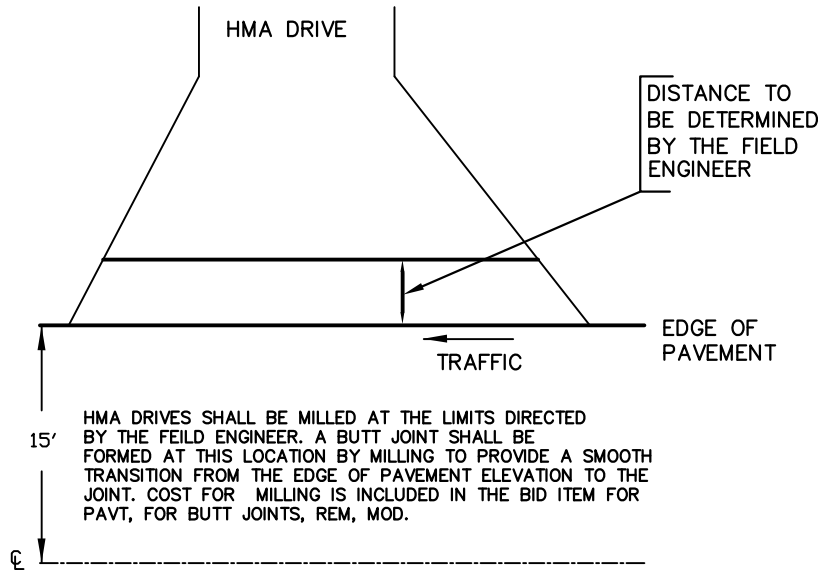 HMA DRIVE
DISTANCE TO
BE DETERMINED
BY THE FIELD
ENGINEER
EDGE OF
PAVEMENT
TRAFFIC
15'
HMA DRIVES SHALL BE MILLED AT THE LIMITS DIRECTED
BY THE FEILD ENGINEER. A BUTT JOINT SHALL BE
FORMED AT THIS LOCATION BY MILLING TO PROVIDE A SMOOTH
TRANSITION FROM THE EDGE OF PAVEMENT ELEVATION TO THE
JOINT. COST FOR MILLING IS INCLUDED IN THE BID ITEM FOR
PAVT, FOR BUTT JOINTS, REM, MOD.
℄